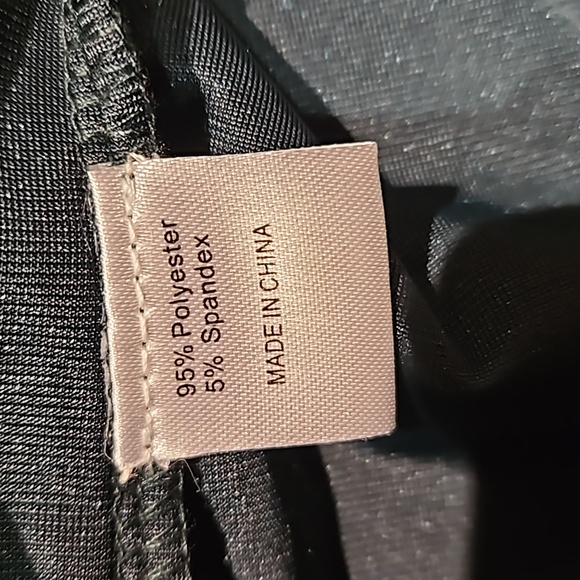 95% Polyester
5% Spandex
MADE IN CHINA